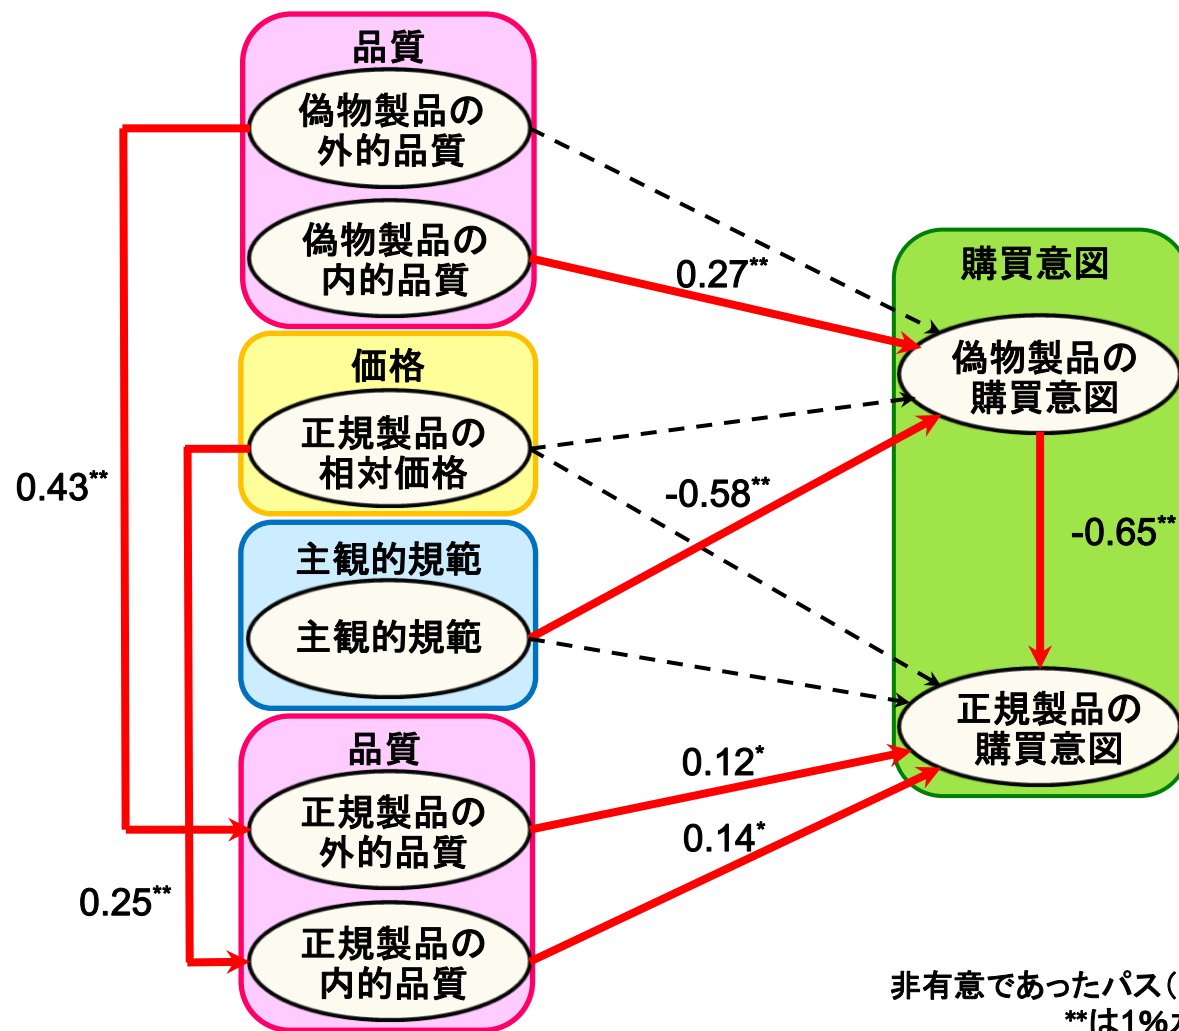 品質
偽物製品の
外的品質
偽物製品の
内的品質
0.27**
購買意図
偽物製品の
購買意図
価格
正規製品の
相対価格
0.43**
-0.58**
-0.65**
主観的規範
主観的規範
正規製品の
購買意図
品質
0.12*
正規製品の
外的品質
0.14*
0.25**
正規製品の
内的品質
非有意であったパス(
**は1%